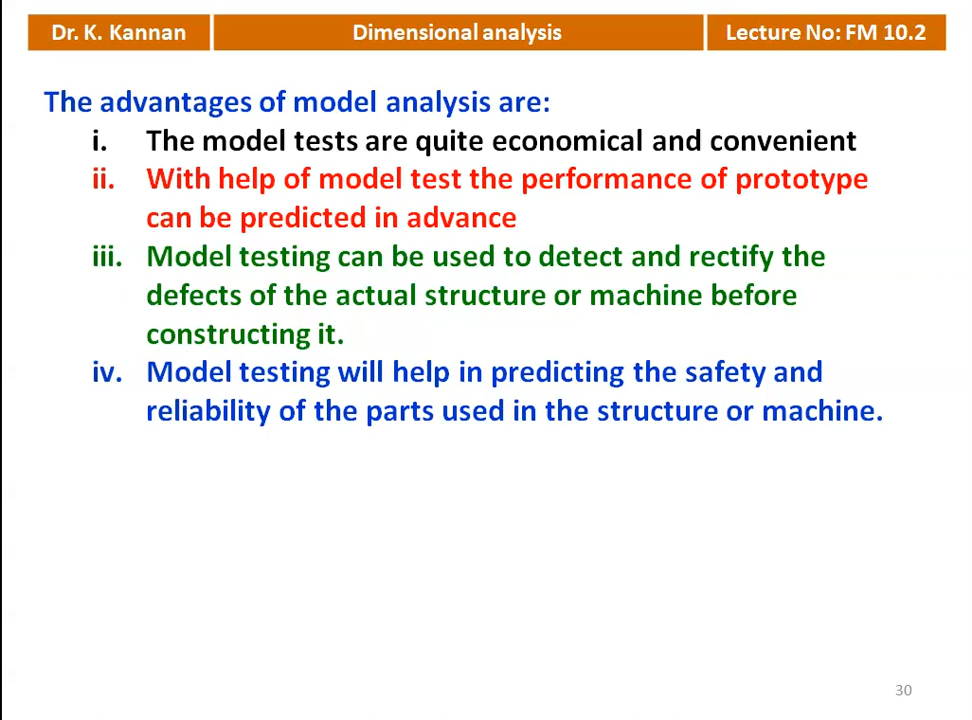 Dr. K. Kannan Dimensional analysis Lecture No: FM 10.2
The advantages of model analysis are:
i. The model tests are quite economical and convenient
ii. With help of model test the performance of prototype
can be predicted in advance
iii. Model testing can be used to detect and rectify the
defects of the actual structure or machine before
constructing it.
iv. Model testing will help in predicting the safety and
reliability of the parts used in the structure or machine.
30